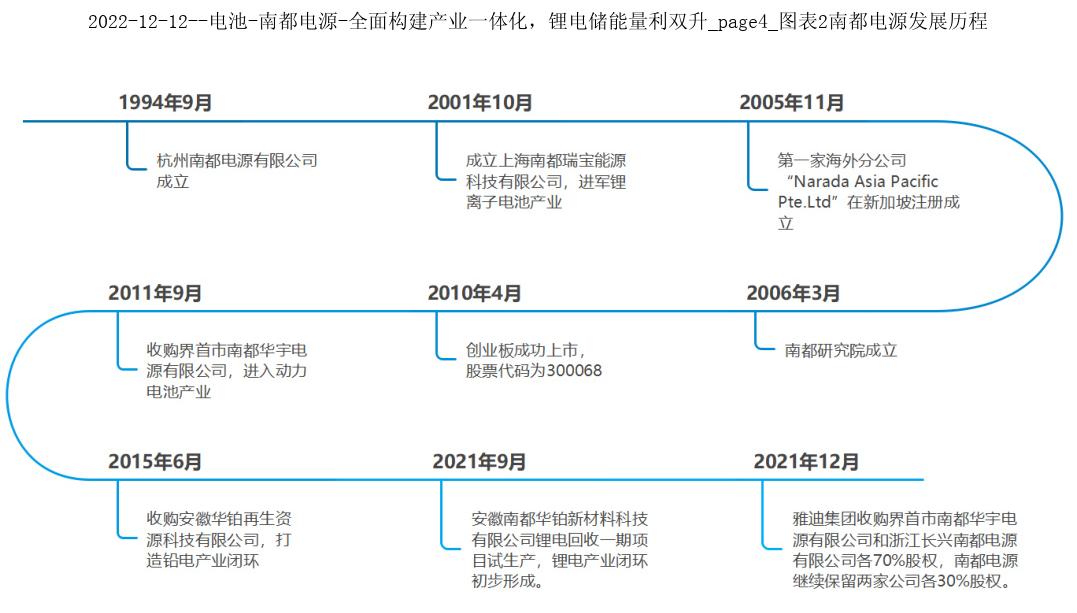 2022-12-12--电池-南都电源-全面构建产业一体化，锂电储能量利双升_page4_图表2南都电源发展历程
1994年9月
杭州南都电源有限公司
成立
2001年10月
成立上海南都瑞宝能源
科技有限公司，进军锂
离子电池产业
2005年11月
第一家海外分公司
“Narada Asia Pacific
Pte.Ltd”在新加坡注册成
立
2006年3月
南都研究院成立
2010年4月
创业板成功上市，
股票代码为300068
2011年9月
收购界首市南都华宇电
源有限公司，进入动力
电池产业
2015年6月
收购安徽华铂再生资
源科技有限公司，打
造铅电产业闭环
2021年9月
安徽南都华铂新材料科技
有限公司锂电回收一期项
目试生产，锂电产业闭环
初步形成。
2021年12月
雅迪集团收购界首市南都华宇电
源有限公司和浙江长兴南都电源
有限公司各70%股权，南都电源
继续保留两家公司各30%股权。